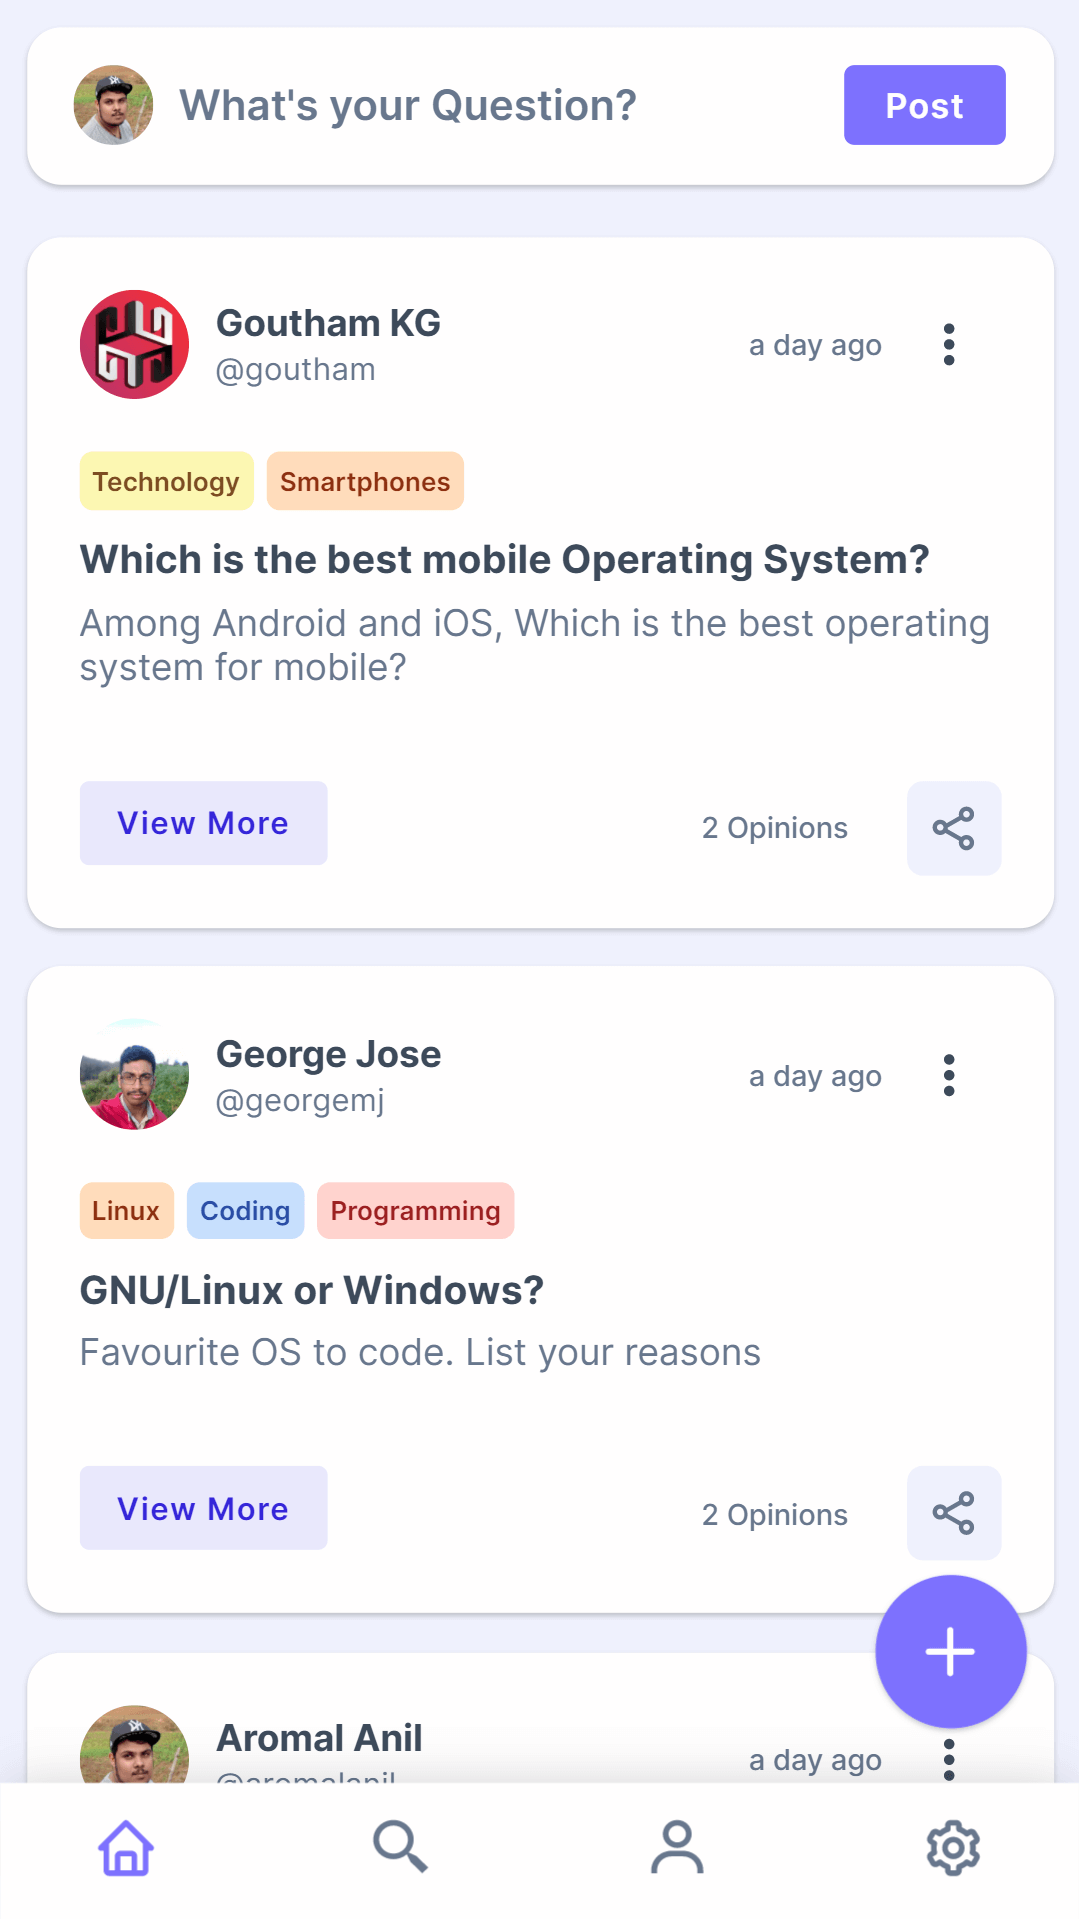 What's your Question?
Post
Goutham KG
@goutham
a day ago
Technology
Smartphones
Which is the best mobile Operating System?
Among Android and iOS, Which is the best operating
system for mobile?
View More
2 Opinions
George Jose
@georgemj
a day ago
Linux
Coding
Programming
GNU/Linux or Windows?
Favourite OS to code. List your reasons
View More
2 Opinions
Aromal Anil
@aromalanil
a day ago